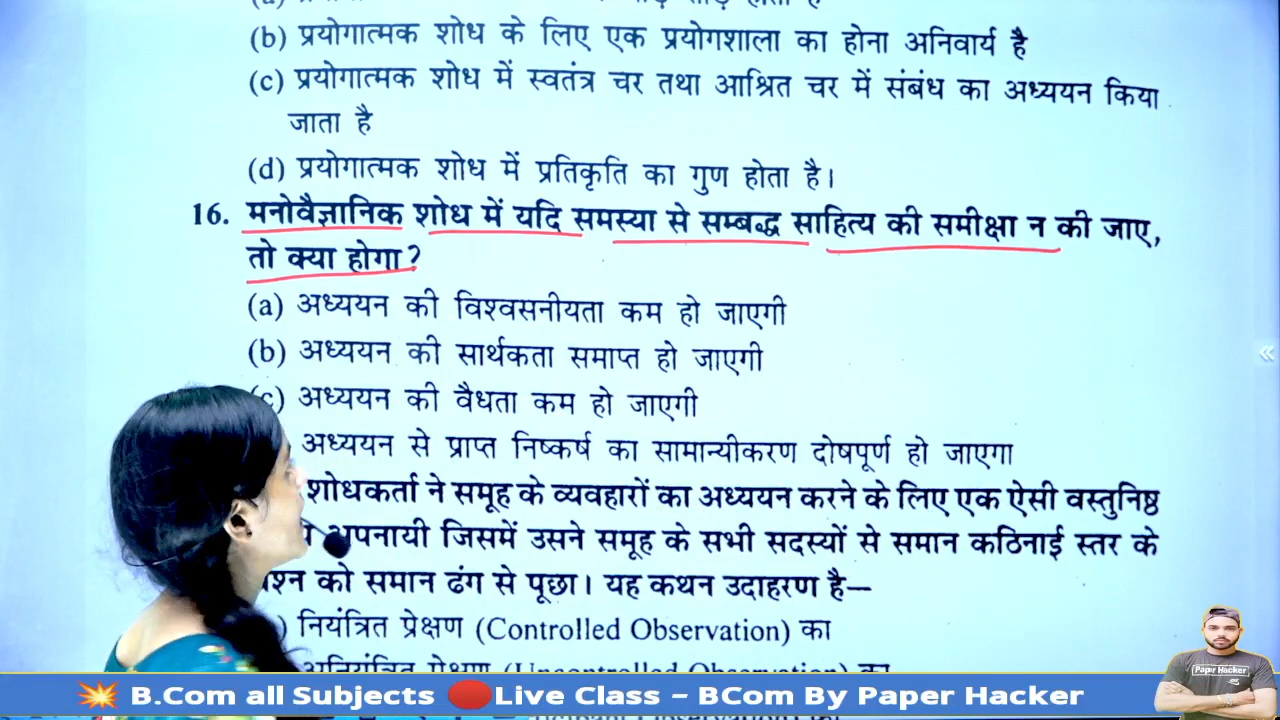 (b) प्रयोगात्मक शोध के लिए एक प्रयोगशाला का होना अनिवार्य है
(c) प्रयोगात्मक शोध में स्वतंत्र चर तथा आश्रित चर में संबंध का अध्ययन किया
जाता है
(d) प्रयोगात्मक शोध में प्रतिकृति का गुण होता है।
16. मनोवैज्ञानिक शोध में यदि समस्या से सम्बद्ध साहित्य की समीक्षा न की जाए,
तो क्या होगा?
(a) अध्ययन की विश्वसनीयता कम हो जाएगी
(b) अध्ययन की सार्थकता समाप्त हो जाएगी
(c) अध्ययन की वैधता कम हो जाएगी
अध्ययन से प्राप्त निष्कर्ष का सामान्यीकरण दोषपूर्ण हो जाएगा
शोधकर्ता ने समूह के व्यवहारों का अध्ययन करने के लिए एक ऐसी वस्तुनिष्ठ
अपनायी जिसमें उसने समूह के सभी सदस्यों से समान कठिनाई स्तर के
को समान ढंग से पूछा। यह कथन उदाहरण है—
नियंत्रित प्रेक्षण (Controlled Observation) का
💥 B.Com all Subjects 🔴Live Class – BCom By Paper Hacker
Paper Hacker
«